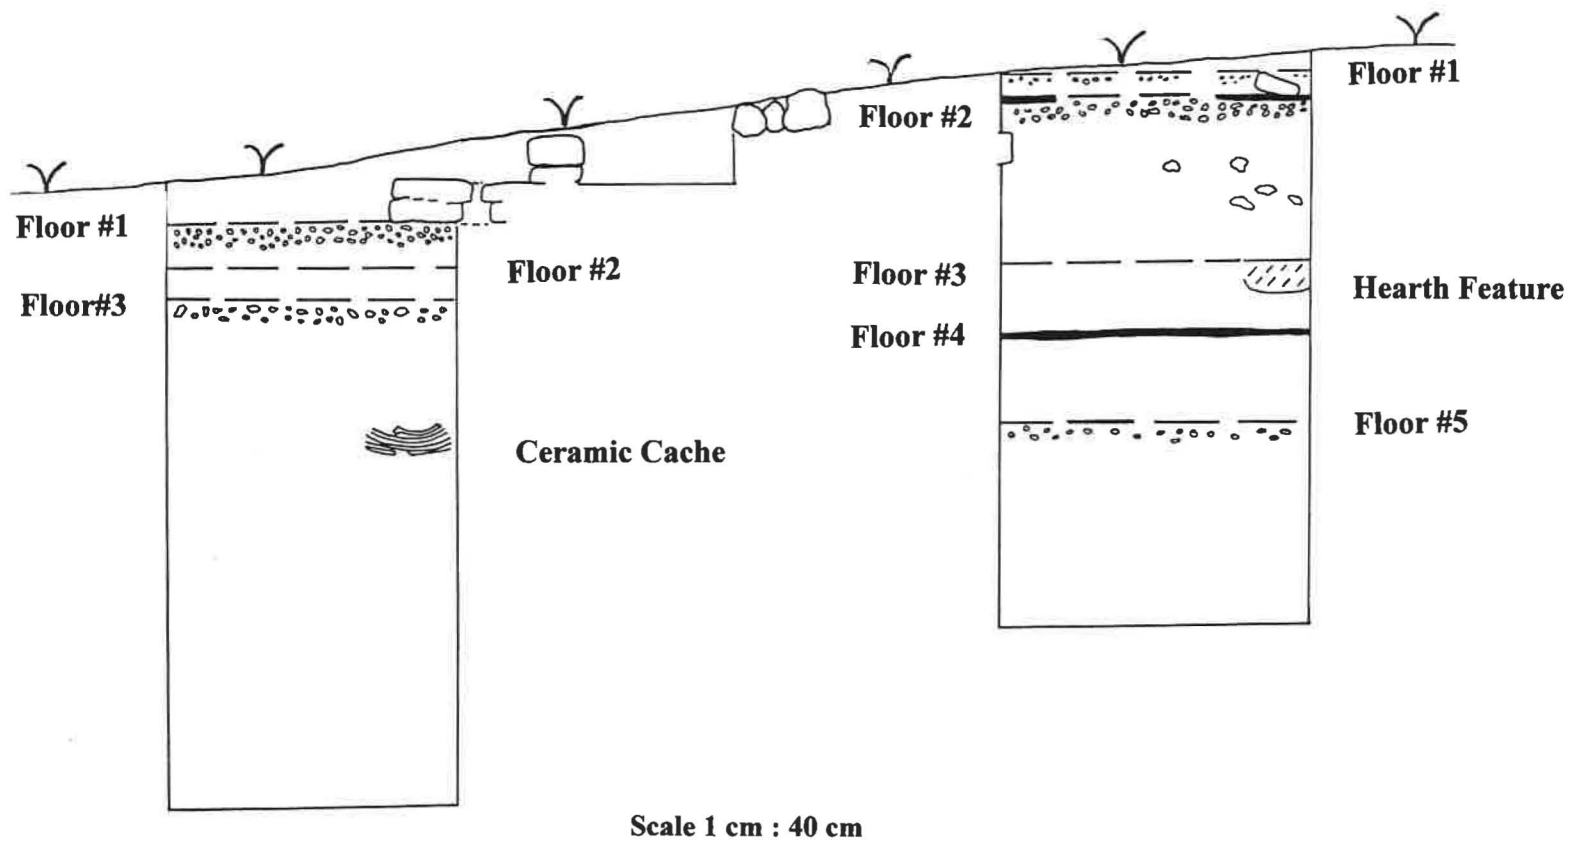 Floor #1
Floor #2
Floor #1
Floor #2
Floor #3
Hearth Feature
Floor#3
Floor #4
Floor #5
Ceramic Cache
Scale 1 cm : 40 cm